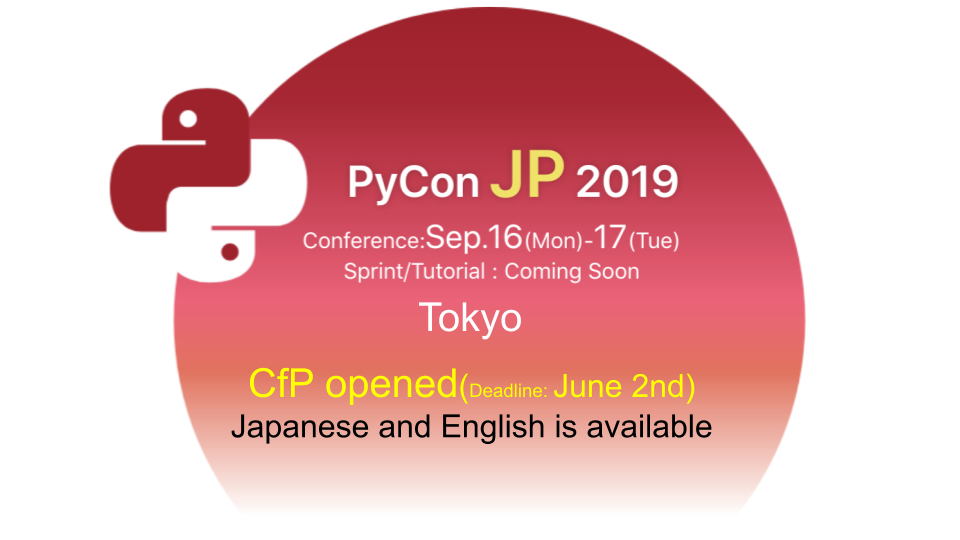 PyCon JP 2019
Conference:Sep.16(Mon)-17(Tue)
Sprint/Tutorial : Coming Soon
Tokyo
CfP opened(Deadline: June 2nd)
Japanese and English is available